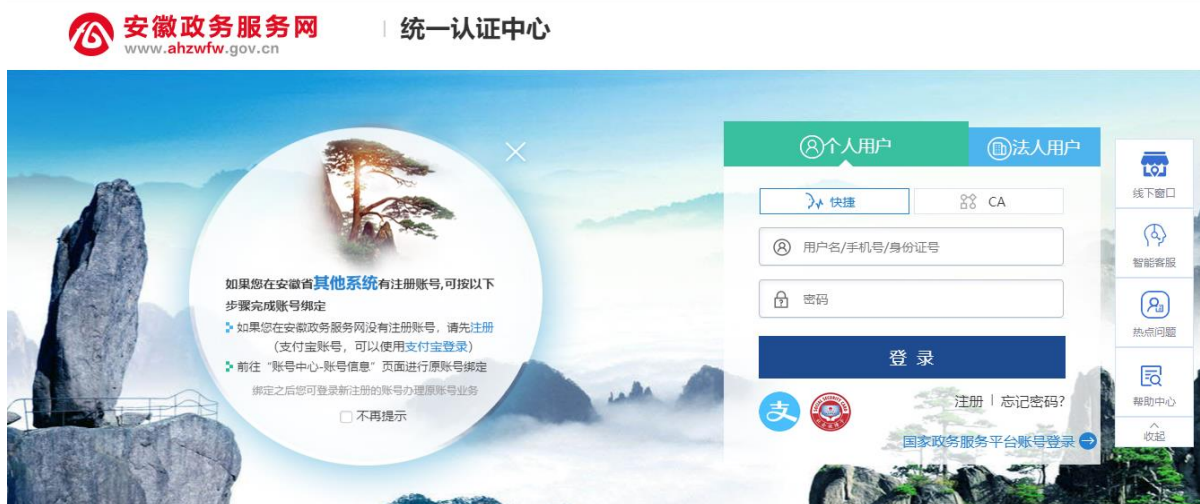 安徽政务服务网
www.ahzwfw.gov.cn
统一认证中心
如果您在安徽省其他系统有注册账号,可按以下
步骤完成账号绑定
如果您在安徽政务服务网没有注册账号，请先注册
(支付宝账号，可以使用支付宝登录)
前往“账号中心-账号信息”页面进行原账号绑定
绑定之后您可登录新注册的账号办理原账号业务
不再提示
个人用户
法人用户
快捷
CA
用户名/手机号/身份证号
密码
登 录
支
注册
忘记密码?
国家政务服务平台账号登录
线下窗口
智能客服
热点问题
帮助中心
收起